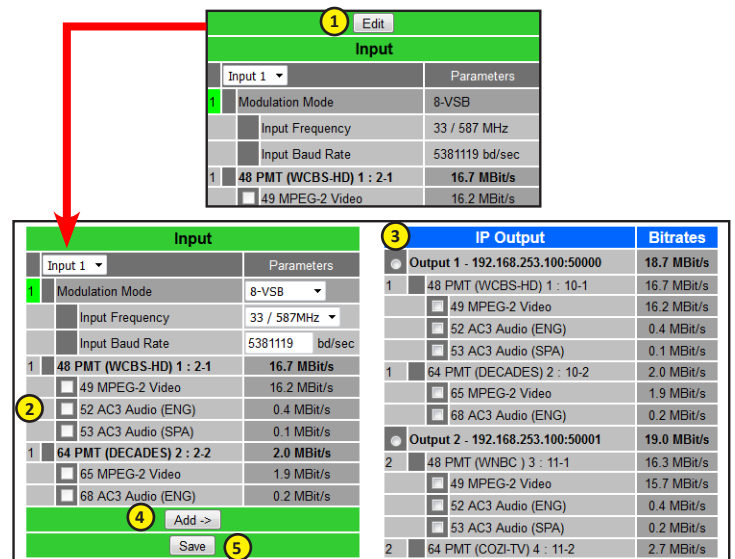 1 Edit
Input
Input 1 Parameters
1 Modulation Mode 8-VSB
Input Frequency 33 / 587 MHz
Input Baud Rate 5381119 bd/sec
1 48 PMT (WCBS-HD) 1 : 2-1 16.7 MBit/s
49 MPEG-2 Video 16.2 MBit/s
Input
Input 1 Parameters
1 Modulation Mode 8-VSB
Input Frequency 33 / 587MHz
Input Baud Rate 5381119 bd/sec
1 48 PMT (WCBS-HD) 1 : 2-1 16.7 MBit/s
49 MPEG-2 Video 16.2 MBit/s
2 52 AC3 Audio (ENG) 0.4 MBit/s
53 AC3 Audio (SPA) 0.1 MBit/s
1 64 PMT (DECADES) 2 : 2-2 2.0 MBit/s
65 MPEG-2 Video 1.9 MBit/s
68 AC3 Audio (ENG) 0.2 MBit/s
4 Add ->
Save 5
3 IP Output Bitrates
Output 1 - 192.168.253.100:50000 18.7 MBit/s
1 48 PMT (WCBS-HD) 1 : 10-1 16.7 MBit/s
49 MPEG-2 Video 16.2 MBit/s
52 AC3 Audio (ENG) 0.4 MBit/s
53 AC3 Audio (SPA) 0.1 MBit/s
1 64 PMT (DECADES) 2 : 10-2 2.0 MBit/s
65 MPEG-2 Video 1.9 MBit/s
68 AC3 Audio (ENG) 0.2 MBit/s
Output 2 - 192.168.253.100:50001 19.0 MBit/s
2 48 PMT (WNBC ) 3 : 11-1 16.3 MBit/s
49 MPEG-2 Video 15.7 MBit/s
52 AC3 Audio (ENG) 0.4 MBit/s
53 AC3 Audio (SPA) 0.2 MBit/s
2 64 PMT (COZI-TV) 4 : 11-2 2.7 MBit/s